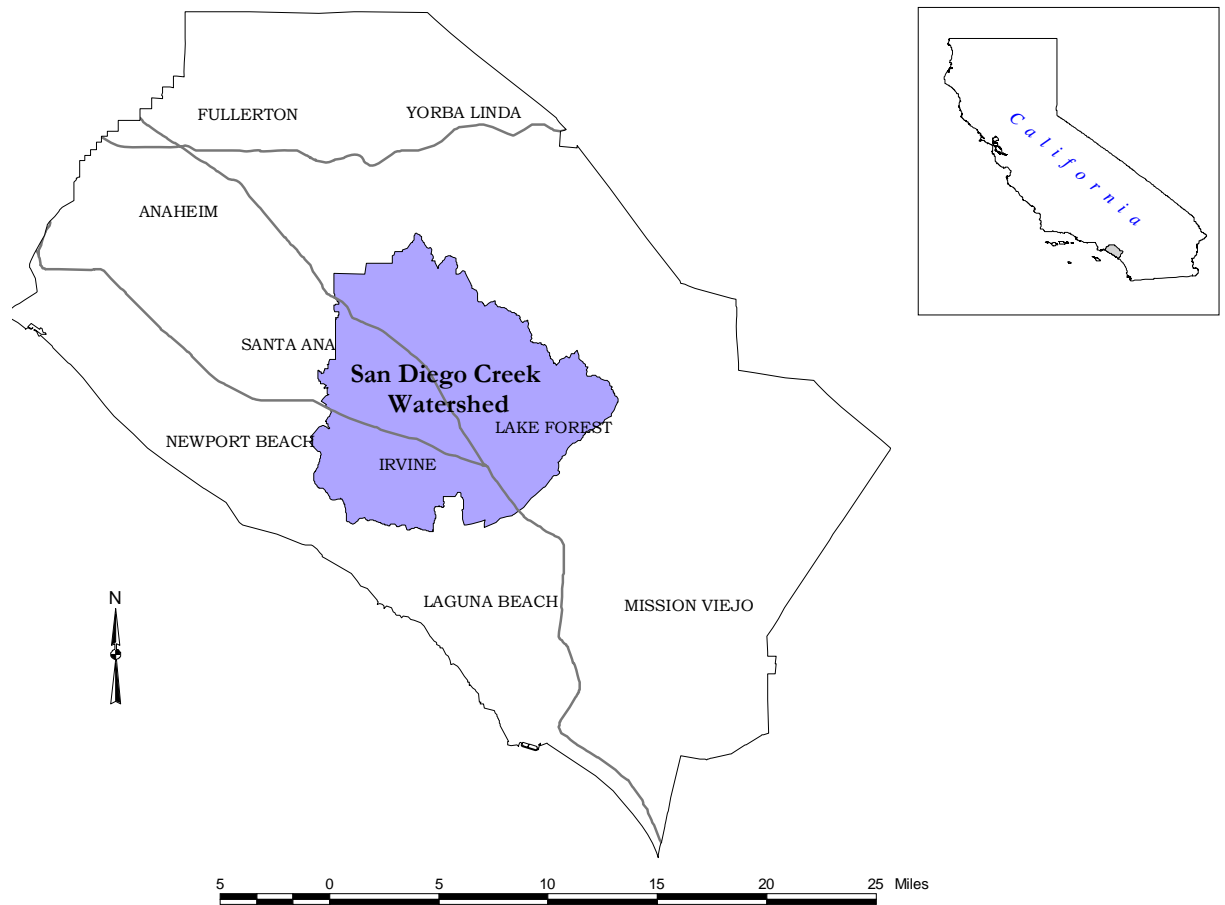 FULLERTON
YORBA LINDA
ANAHEIM
SANTA ANA
San Diego Creek
Watershed
LAKE FOREST
NEWPORT BEACH
IRVINE
LAGUNA BEACH
MISSION VIEJO
California
N
5 0 5 10 15 20 25 Miles